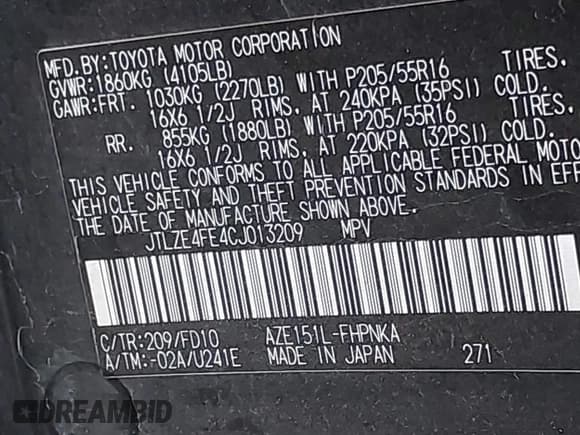 MFD.BY:TOYOTA MOTOR CORPORATION
GVWR:1860KG (4105LB)
GAWR:FRT. 1030KG (2270LB) WITH P205/55R16 TIRES.
16X6 1/2J RIMS, AT 240KPA (35PSI) COLD.
RR. 855KG (1880LB) WITH P205/55R16 TIRES.
16X6 1/2J RIMS, AT 220KPA (32PSI) COLD.
THIS VEHICLE CONFORMS TO ALL APPLICABLE FEDERAL MOTO
VEHICLE SAFETY AND THEFT PREVENTION STANDARDS IN EFF
THE DATE OF MANUFACTURE SHOWN ABOVE.
JTLZE4FE4CJ013209 MPV
C/TR:209/FD10 AZE151L-FHPNKA
A/TM:-02A/U241E MADE IN JAPAN 271
DREAMBID